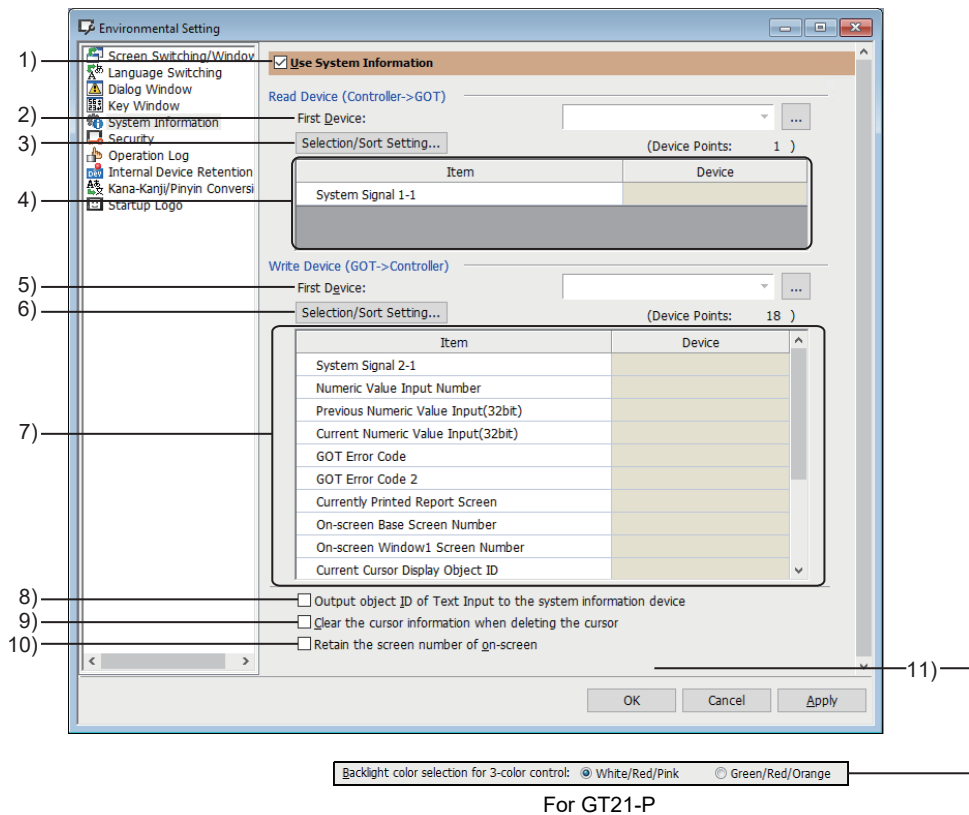 Environmental Setting
Screen Switching/Window
Language Switching
Dialog Window
Key Window
System Information
Security
Operation Log
Internal Device Retention
Kana-Kanji/Pinyin Conversi
Startup Logo
1)
Use System Information
Read Device (Controller->GOT)
2)
First Device:
...
3)
Selection/Sort Setting...
(Device Points: 1 )
Item Device
4)
System Signal 1-1
Write Device (GOT->Controller)
5)
First Device:
...
6)
Selection/Sort Setting...
(Device Points: 18 )
Item Device
System Signal 2-1
Numeric Value Input Number
Previous Numeric Value Input(32bit)
7)
Current Numeric Value Input(32bit)
GOT Error Code
GOT Error Code 2
Currently Printed Report Screen
On-screen Base Screen Number
On-screen Window1 Screen Number
Current Cursor Display Object ID
8)
Output object ID of Text Input to the system information device
9)
Clear the cursor information when deleting the cursor
10)
Retain the screen number of on-screen
11)
OK Cancel Apply
Backlight color selection for 3-color control: White/Red/Pink Green/Red/Orange
For GT21-P